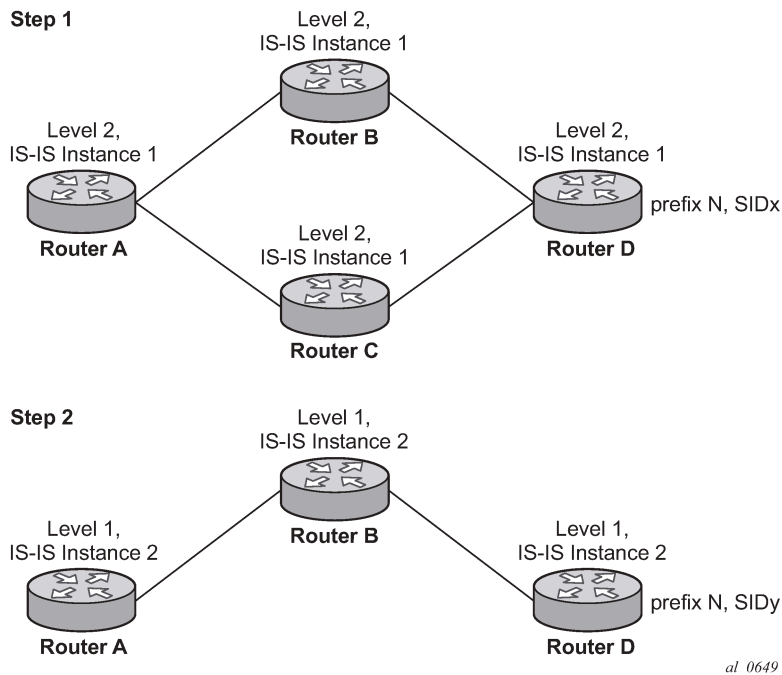 Step 1
Level 2,
IS-IS Instance 1
Router B
Level 2,
IS-IS Instance 1
Router A
Level 2,
IS-IS Instance 1
prefix N, SIDx
Router D
Level 2,
IS-IS Instance 1
Router C
Step 2
Level 1,
IS-IS Instance 2
Router B
Level 1,
IS-IS Instance 2
Router A
Level 1,
IS-IS Instance 2
prefix N, SIDy
Router D
al_0649